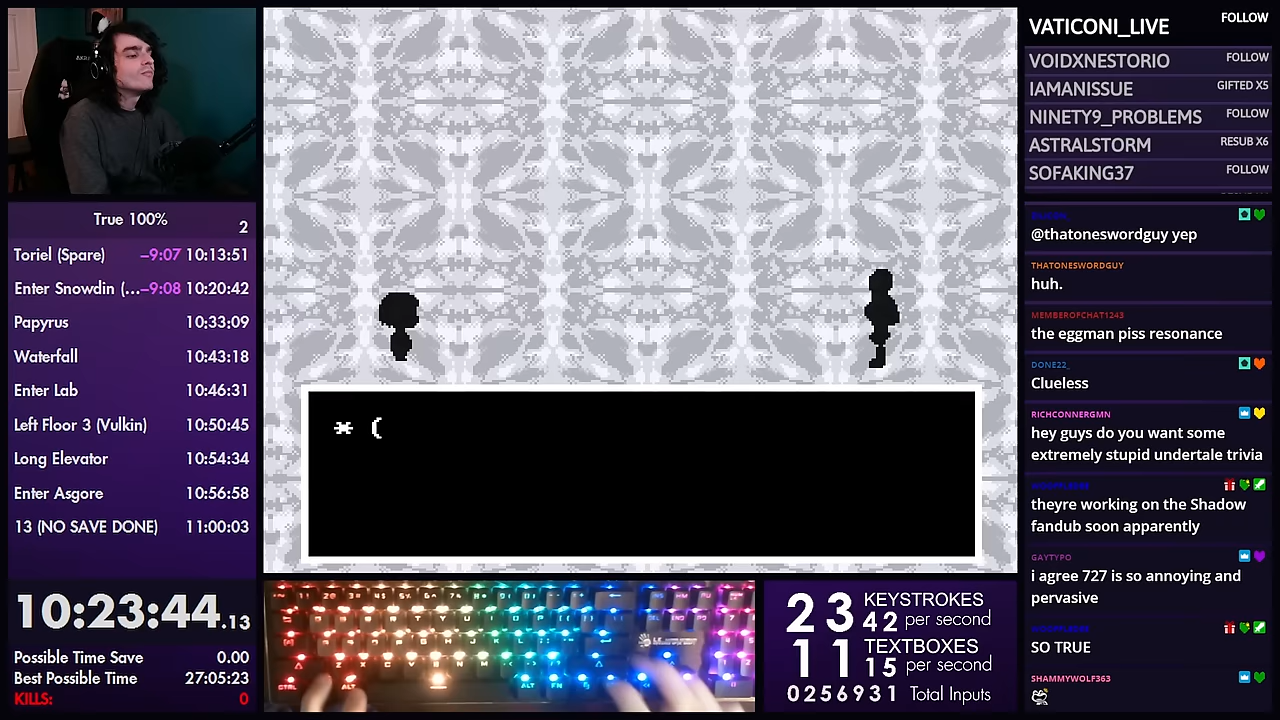 True 100%
2
Toriel (Spare) –9:07 10:13:51
Enter Snowdin (...–9:08 10:20:42
Papyrus 10:33:09
Waterfall 10:43:18
Enter Lab 10:46:31
Left Floor 3 (Vulkin) 10:50:45
Long Elevator 10:54:34
Enter Asgore 10:56:58
13 (NO SAVE DONE) 11:00:03
10:23:44.13
Possible Time Save 0.00
Best Possible Time 27:05:23
KILLS: 0
* (
23 KEYSTROKES
42 per second
11 TEXTBOXES
15 per second
0256931 Total Inputs
VATICONI_LIVE FOLLOW
VOIDXNESTORIO FOLLOW
IAMANISSUE GIFTED X5
NINETY9_PROBLEMS FOLLOW
ASTRALSTORM RESUB X6
SOFAKING37 FOLLOW
@thatoneswordguy yep
THATONESWORDGUY
huh.
MEMBEROFCHAT1243
the eggman piss resonance
DONE22_
Clueless
RICHCONNERGMN
hey guys do you want some
extremely stupid undertale trivia
theyre working on the Shadow
fandub soon apparently
GAYTYPO
i agree 727 is so annoying and
pervasive
SO TRUE
SHAMMYWOLF363